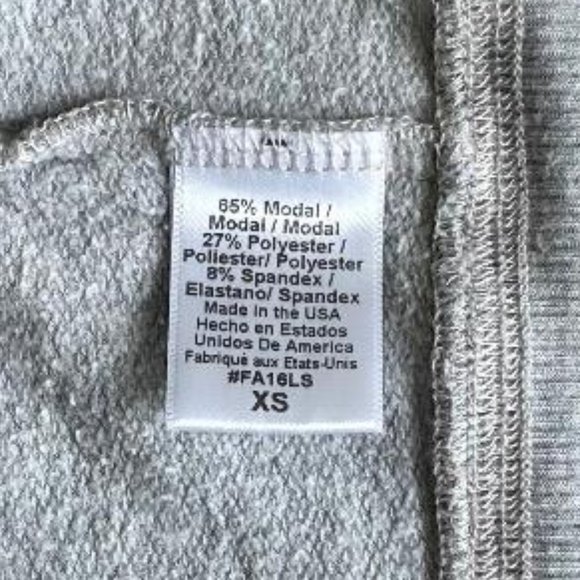 65% Modal /
Modal / Modal
27% Polyester /
Poliester/ Polyester
8% Spandex /
Elastano/ Spandex
Made in the USA
Hecho en Estados
Unidos De America
Fabriqué aux Etats-Unis
#FA16LS
XS